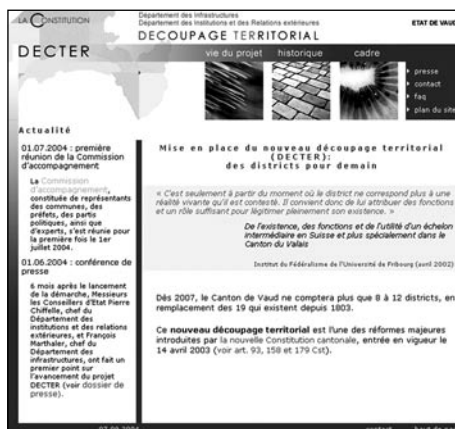 LA CONSTITUTION
Département des Infrastructures
Département des Institutions et des Relations extérieures
ETAT DE VAUD
DECOUPAGE TERRITORIAL
DECTER
vie du projet historique cadre
presse
contact
faq
plan du site
Actualité
01.07.2004 : première
réunion de la Commission
d'accompagnement
La Commission
d'accompagnement,
constituée de représentants
des communes, des
préfets, des partis
politiques, ainsi que
d'experts, s'est réunie pour
la première fois le 1er
juillet 2004.
01.06.2004 : conférence de
presse
6 mois après le lancement
de la démarche, Messieurs
les Conseillers d'Etat Pierre
Chiffelle, chef du
Département des
institutions et des relations
extérieures, et François
Marthaler, chef du
Département des
infrastructures, ont fait un
premier point sur
l'avancement du projet
DECTER (voir dossier de
presse).
Mise en place du nouveau découpage territorial
(DECTER):
des districts pour demain
« C'est seulement à partir du moment où le district ne correspond plus à une
réalité vivante qu'il est contesté. Il convient donc de lui attribuer des fonctions
et un rôle suffisant pour légitimer pleinement son existence. »
De l'existence, des fonctions et de l'utilité d'un échelon
intermédiaire en Suisse et plus spécialement dans le
Canton du Valais
Institut du Fédéralisme de l'Université de Fribourg (avril 2002)
Dès 2007, le Canton de Vaud ne comptera plus que 8 à 12 districts, en
remplacement des 19 qui existent depuis 1803.
Ce nouveau découpage territorial est l'une des réformes majeures
introduites par la nouvelle Constitution cantonale, entrée en vigueur le
14 avril 2003 (voir art. 93, 158 et 179 Cst).
contact